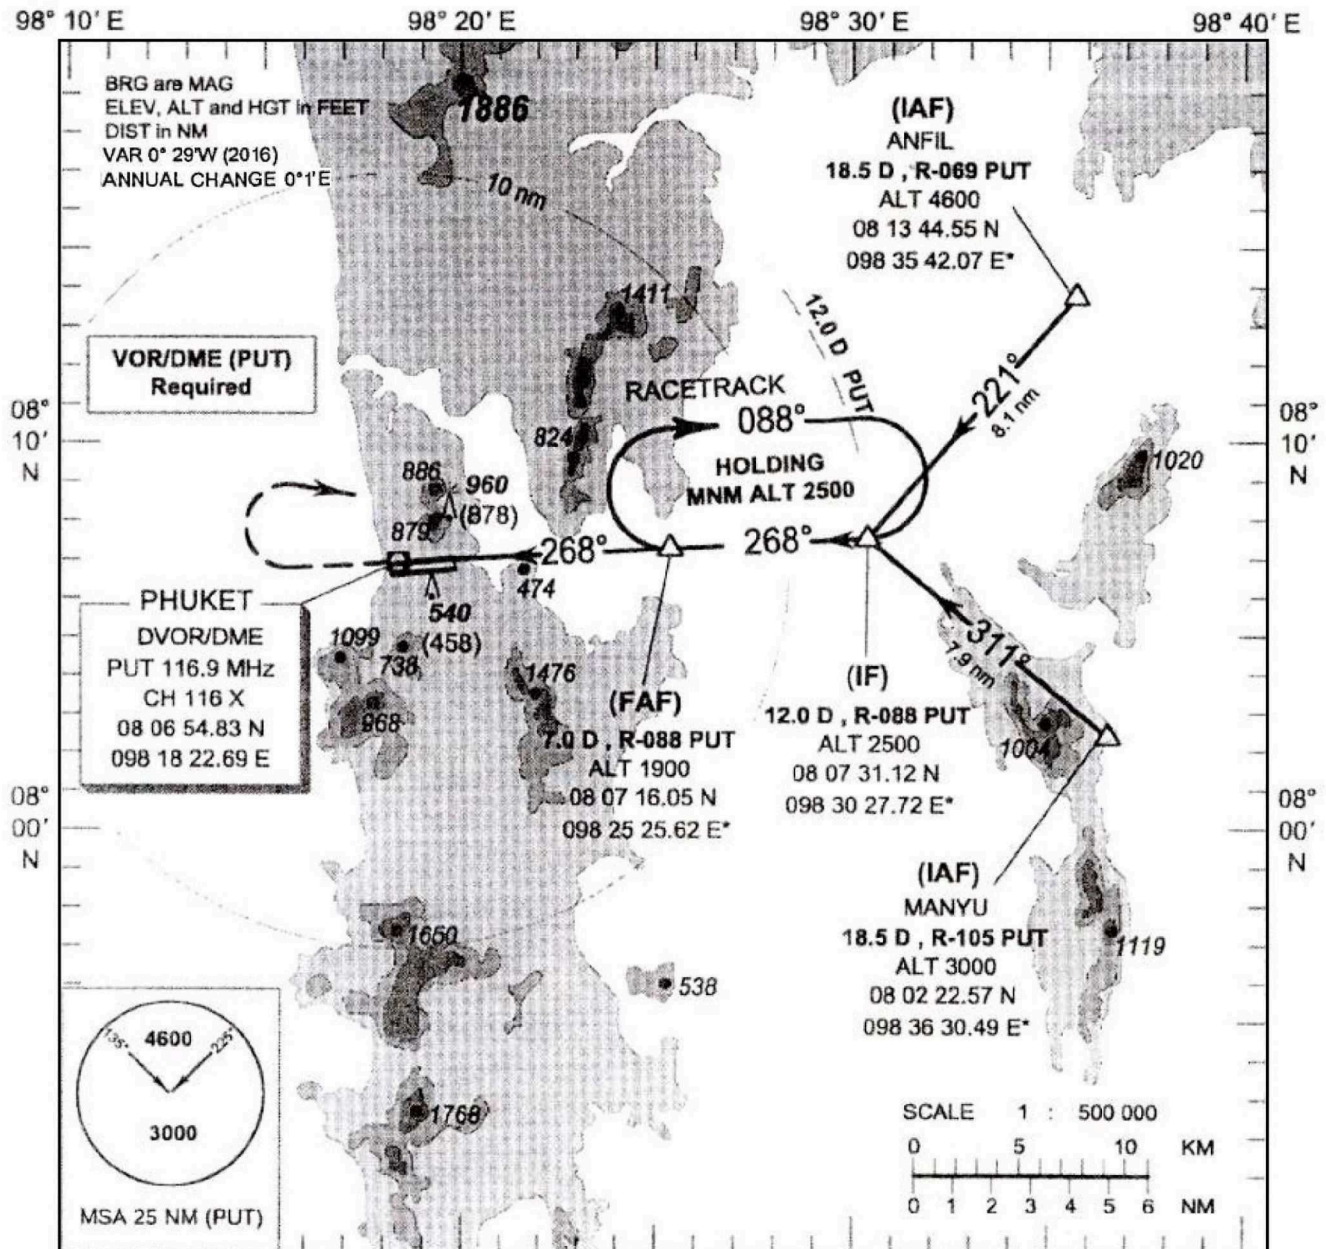 98° 10' E
98° 20' E
98° 30' E
98° 40' E
BRG are MAG
ELEV, ALT and HGT in FEET
DIST in NM
VAR 0° 29'W (2016)
ANNUAL CHANGE 0°1'E
1886
10 nm
(IAF)
ANFIL
18.5 D , R-069 PUT
ALT 4600
08 13 44.55 N
098 35 42.07 E*
1411
12.0 D PUT
VOR/DME (PUT)
Required
221°
8.1 nm
08°
10'
N
08°
10'
N
RACETRACK
088°
824
HOLDING
MNM ALT 2500
1020
886
960
(878)
879
268°
268°
474
PHUKET
DVOR/DME
PUT 116.9 MHz
CH 116 X
08 06 54.83 N
098 18 22.69 E
540
(458)
1099
738
968
1476
311°
7.9 nm
(FAF)
7.0 D , R-088 PUT
ALT 1900
08 07 16.05 N
098 25 25.62 E*
(IF)
12.0 D , R-088 PUT
ALT 2500
08 07 31.12 N
098 30 27.72 E*
1004
08°
00'
N
08°
00'
N
(IAF)
MANYU
18.5 D , R-105 PUT
ALT 3000
08 02 22.57 N
098 36 30.49 E*
1119
1650
538
135°
4600
225°
3000
MSA 25 NM (PUT)
1768
SCALE 1 : 500 000
0 5 10 KM
0 1 2 3 4 5 6 NM